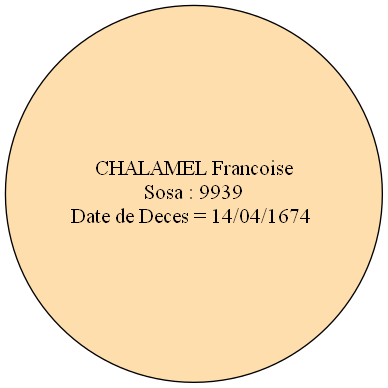 CHALAMEL Francoise
Sosa : 9939
Date de Deces = 14/04/1674